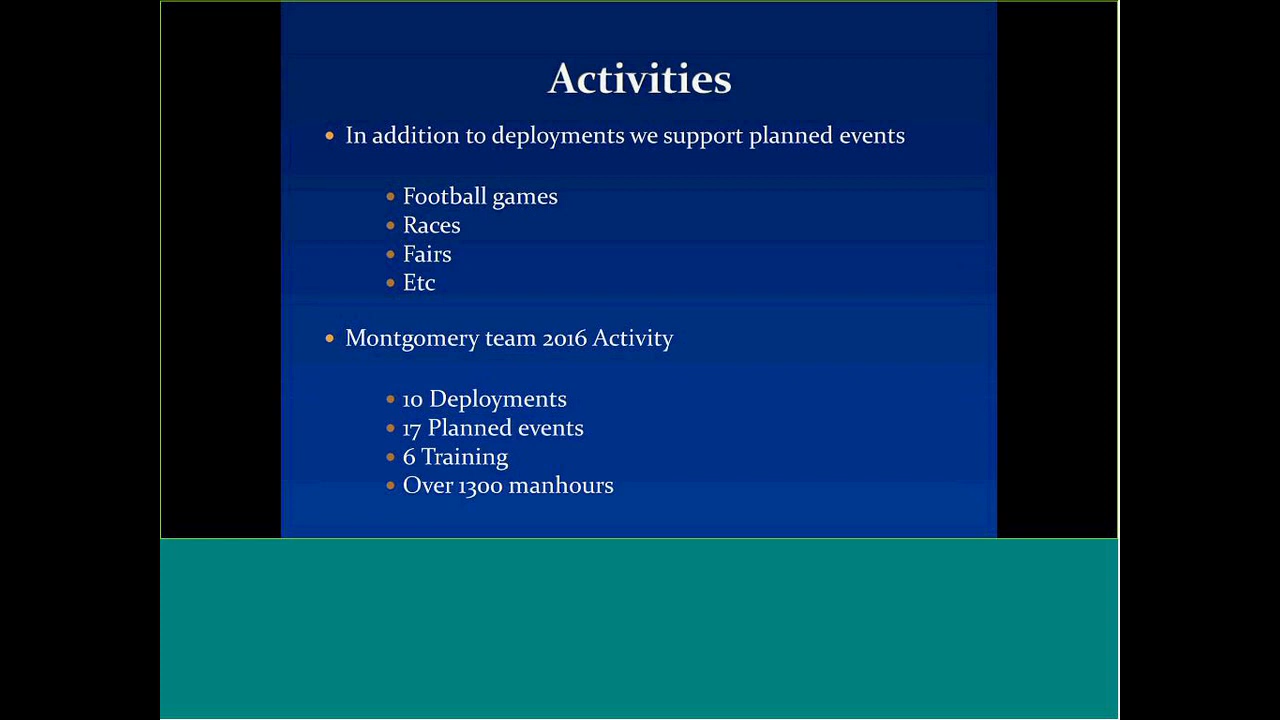 Activities
• In addition to deployments we support planned events
• Football games
• Races
• Fairs
• Etc
• Montgomery team 2016 Activity
• 10 Deployments
• 17 Planned events
• 6 Training
• Over 1300 manhours